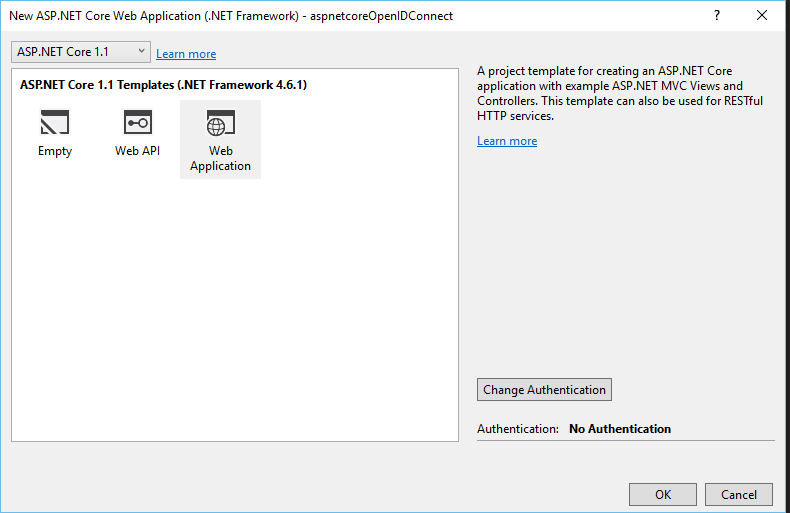 New ASP.NET Core Web Application (.NET Framework) - aspnetcoreOpenIDConnect
ASP.NET Core 1.1
Learn more
ASP.NET Core 1.1 Templates (.NET Framework 4.6.1)
Empty
Web API
Web
Application
A project template for creating an ASP.NET Core
application with example ASP.NET MVC Views and
Controllers. This template can also be used for RESTful
HTTP services.
Learn more
Change Authentication
Authentication: No Authentication
OK
Cancel